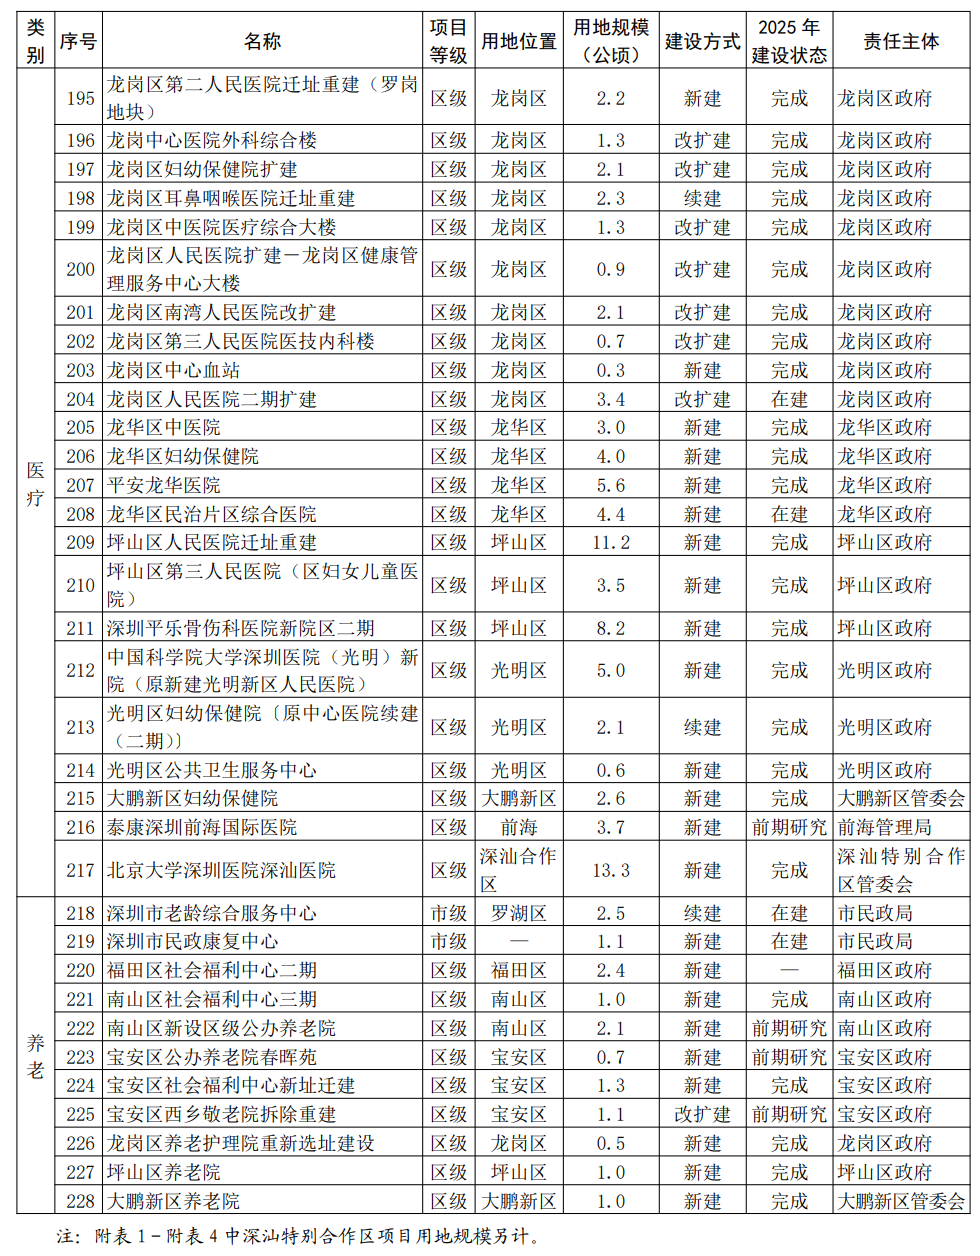 类别 序号 名称 项目等级 用地位置 用地规模（公顷） 建设方式 2025年建设状态 责任主体
医疗
195 龙岗区第二人民医院迁址重建（罗岗地块） 区级 龙岗区 2.2 新建 完成 龙岗区政府
196 龙岗中心医院外科综合楼 区级 龙岗区 1.3 改扩建 完成 龙岗区政府
197 龙岗区妇幼保健院扩建 区级 龙岗区 2.1 改扩建 完成 龙岗区政府
198 龙岗区耳鼻咽喉医院迁址重建 区级 龙岗区 2.3 续建 完成 龙岗区政府
199 龙岗区中医院医疗综合大楼 区级 龙岗区 1.3 改扩建 完成 龙岗区政府
200 龙岗区人民医院扩建－龙岗区健康管理服务中心大楼 区级 龙岗区 0.9 改扩建 完成 龙岗区政府
201 龙岗区南湾人民医院改扩建 区级 龙岗区 2.1 改扩建 完成 龙岗区政府
202 龙岗区第三人民医院医技内科楼 区级 龙岗区 0.7 改扩建 完成 龙岗区政府
203 龙岗区中心血站 区级 龙岗区 0.3 新建 完成 龙岗区政府
204 龙岗区人民医院二期扩建 区级 龙岗区 3.4 改扩建 在建 龙岗区政府
205 龙华区中医院 区级 龙华区 3.0 新建 完成 龙华区政府
206 龙华区妇幼保健院 区级 龙华区 4.0 新建 完成 龙华区政府
207 平安龙华医院 区级 龙华区 5.6 新建 完成 龙华区政府
208 龙华区民治片区综合医院 区级 龙华区 4.4 新建 在建 龙华区政府
209 坪山区人民医院迁址重建 区级 坪山区 11.2 新建 完成 坪山区政府
210 坪山区第三人民医院（区妇女儿童医院） 区级 坪山区 3.5 新建 完成 坪山区政府
211 深圳平乐骨伤科医院新院区二期 区级 坪山区 8.2 新建 完成 坪山区政府
212 中国科学院大学深圳医院（光明）新院（原新建光明新区人民医院） 区级 光明区 5.0 新建 完成 光明区政府
213 光明区妇幼保健院〔原中心医院续建（二期）〕 区级 光明区 2.1 续建 完成 光明区政府
214 光明区公共卫生服务中心 区级 光明区 0.6 新建 完成 光明区政府
215 大鹏新区妇幼保健院 区级 大鹏新区 2.6 新建 完成 大鹏新区管委会
216 泰康深圳前海国际医院 区级 前海 3.7 新建 前期研究 前海管理局
217 北京大学深圳医院深汕医院 区级 深汕合作区 13.3 新建 完成 深汕特别合作区管委会
养老
218 深圳市老龄综合服务中心 市级 罗湖区 2.5 续建 在建 市民政局
219 深圳市民政康复中心 市级 — 1.1 新建 在建 市民政局
220 福田区社会福利中心二期 区级 福田区 2.4 新建 — 福田区政府
221 南山区社会福利中心三期 区级 南山区 1.0 新建 完成 南山区政府
222 南山区新设区级公办养老院 区级 南山区 2.1 新建 前期研究 南山区政府
223 宝安区公办养老院春晖苑 区级 宝安区 0.7 新建 前期研究 宝安区政府
224 宝安区社会福利中心新址迁建 区级 宝安区 1.3 新建 完成 宝安区政府
225 宝安区西乡敬老院拆除重建 区级 宝安区 1.1 改扩建 前期研究 宝安区政府
226 龙岗区养老护理院重新选址建设 区级 龙岗区 0.5 新建 完成 龙岗区政府
227 坪山区养老院 区级 坪山区 1.0 新建 完成 坪山区政府
228 大鹏新区养老院 区级 大鹏新区 1.0 新建 完成 大鹏新区管委会
注：附表1－附表4中深汕特别合作区项目用地规模另计。